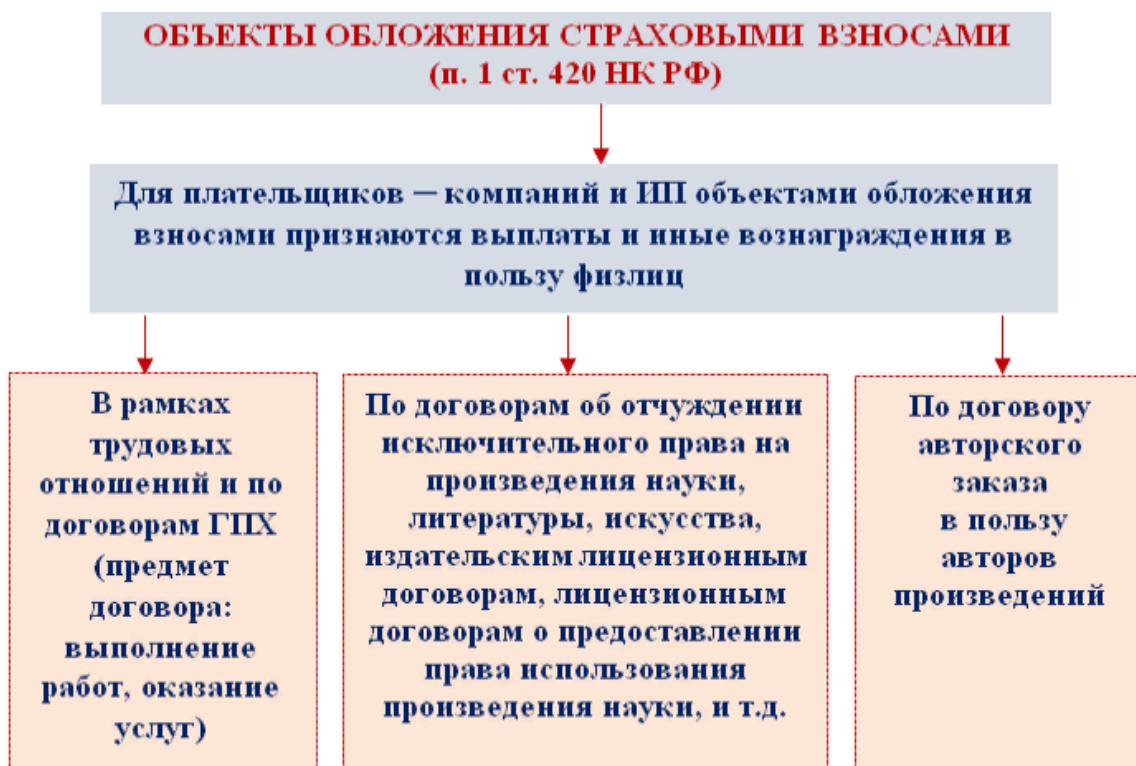 ОБЪЕКТЫ ОБЛОЖЕНИЯ СТРАХОВЫМИ ВЗНОСАМИ
(п. 1 ст. 420 НК РФ)
Для плательщиков — компаний и ИП объектами обложения
взносами признаются выплаты и иные вознаграждения в
пользу физлиц
В рамках
трудовых
отношений и по
договорам ГПХ
(предмет
договора:
выполнение
работ, оказание
услуг)
По договорам об отчуждении
исключительного права на
произведения науки,
литературы, искусства,
издательским лицензионным
договорам, лицензионным
договорам о предоставлении
права использования
произведения науки, и т.д.
По договору
авторского
заказа
в пользу
авторов
произведений